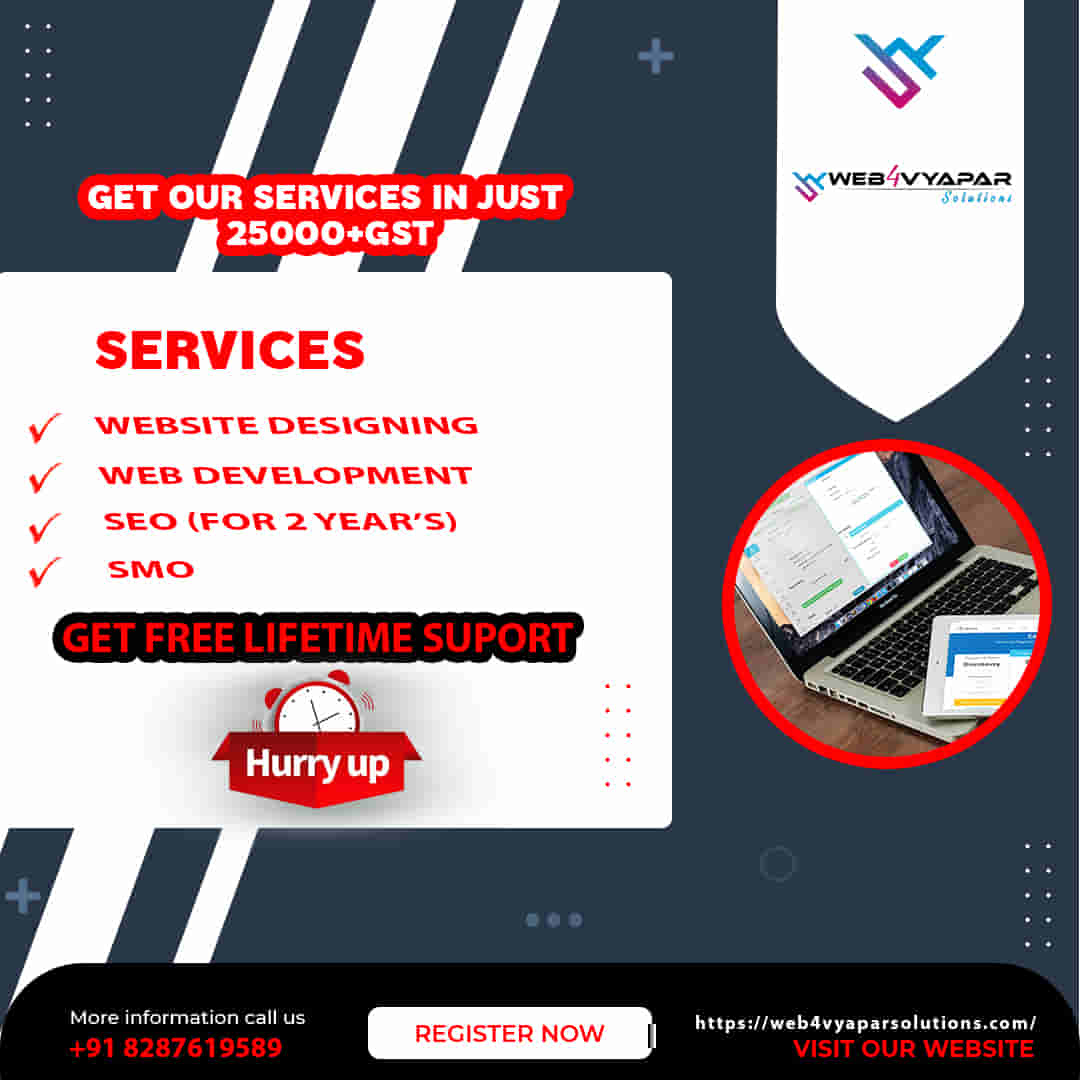 WEB4VYAPAR
Solutions
GET OUR SERVICES IN JUST
25000+GST
SERVICES
WEBSITE DESIGNING
WEB DEVELOPMENT
SEO (FOR 2 YEAR’S)
SMO
GET FREE LIFETIME SUPORT
Hurry up
More information call us
+91 8287619589
REGISTER NOW
https://web4vyaparsolutions.com/
VISIT OUR WEBSITE